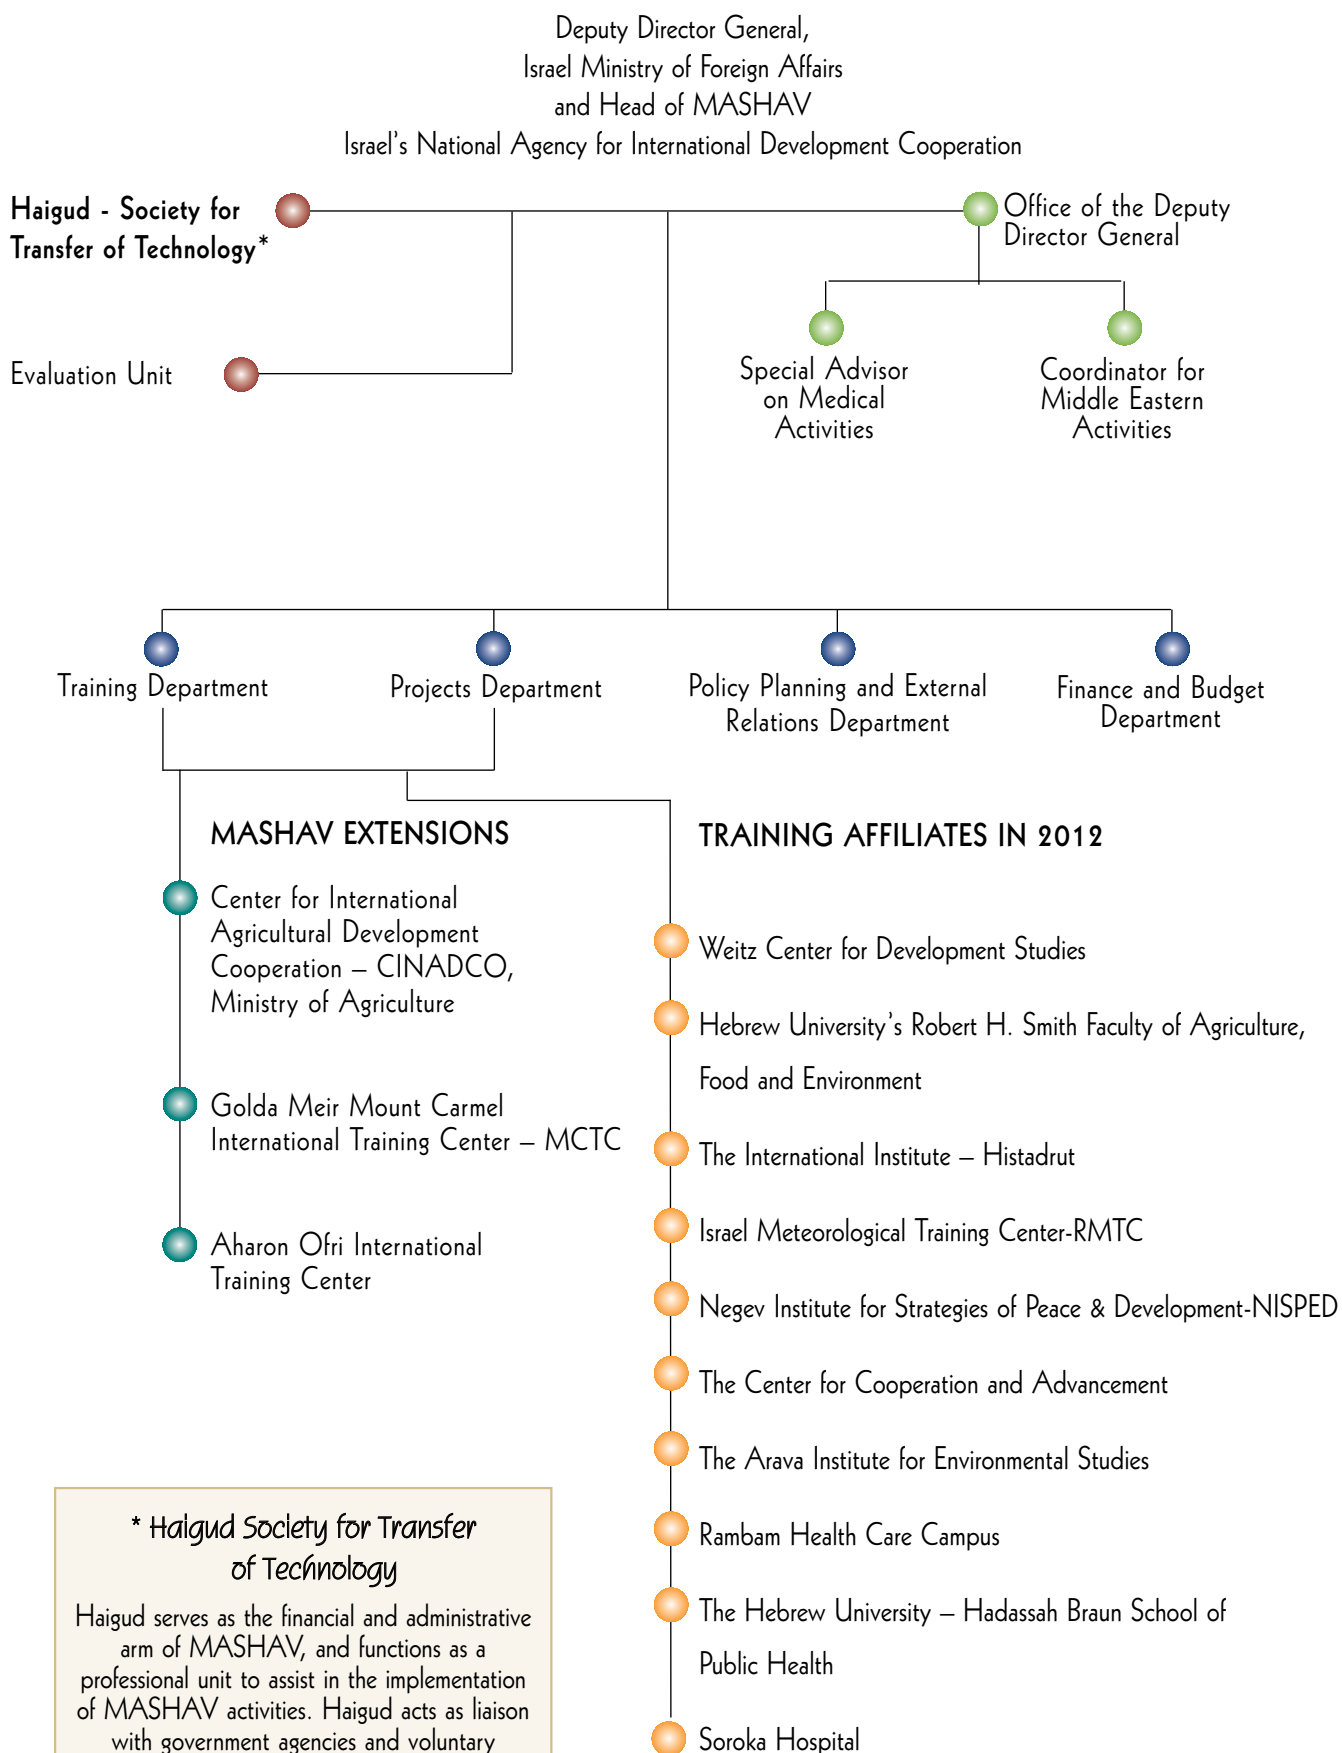 Deputy Director General,
Israel Ministry of Foreign Affairs
and Head of MASHAV
Israel's National Agency for International Development Cooperation
Haigud - Society for
Transfer of Technology*
Office of the Deputy
Director General
Evaluation Unit
Special Advisor
on Medical
Activities
Coordinator for
Middle Eastern
Activities
Training Department
Projects Department
Policy Planning and External
Relations Department
Finance and Budget
Department
MASHAV EXTENSIONS
Center for International
Agricultural Development
Cooperation – CINADCO,
Ministry of Agriculture
Golda Meir Mount Carmel
International Training Center – MCTC
Aharon Ofri International
Training Center
TRAINING AFFILIATES IN 2012
Weitz Center for Development Studies
Hebrew University's Robert H. Smith Faculty of Agriculture,
Food and Environment
The International Institute – Histadrut
Israel Meteorological Training Center-RMTC
Negev Institute for Strategies of Peace & Development-NISPED
The Center for Cooperation and Advancement
The Arava Institute for Environmental Studies
Rambam Health Care Campus
The Hebrew University – Hadassah Braun School of
Public Health
Soroka Hospital
* Haigud Society for Transfer
of Technology
Haigud serves as the financial and administrative
arm of MASHAV, and functions as a
professional unit to assist in the implementation
of MASHAV activities. Haigud acts as liaison
with government agencies and voluntary